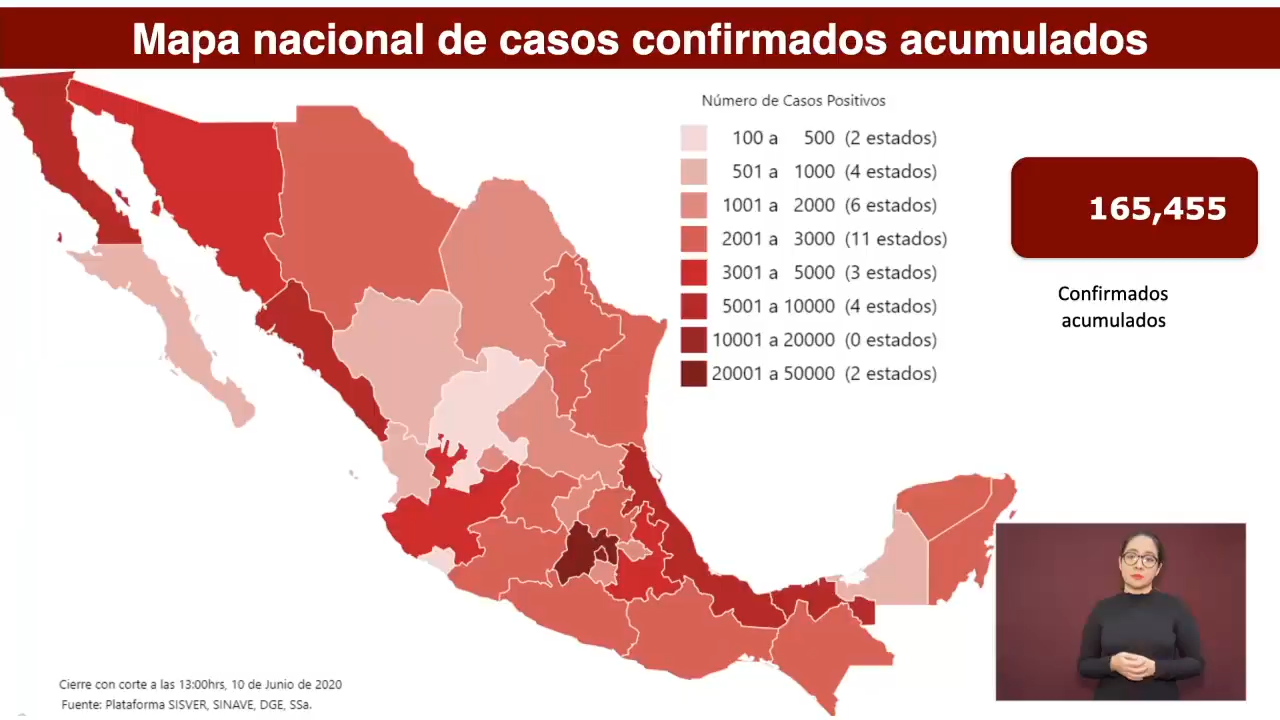 Mapa nacional de casos confirmados acumulados
Número de Casos Positivos
100 a 500 (2 estados)
501 a 1000 (4 estados)
1001 a 2000 (6 estados)
2001 a 3000 (11 estados)
3001 a 5000 (3 estados)
5001 a 10000 (4 estados)
10001 a 20000 (0 estados)
20001 a 50000 (2 estados)
165,455
Confirmados
acumulados
Cierre con corte a las 13:00hrs, 10 de Junio de 2020
Fuente: Plataforma SISVER, SINAVE, DGE, SSa.